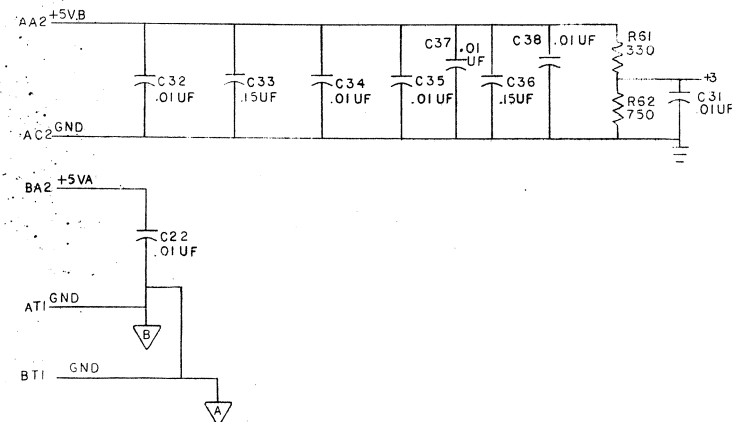 AA2 +5V.B
C32 .01UF
C33 .15UF
C34 .01UF
C35 .01UF
C37 .01 UF
C36 .15UF
C38 .01UF
R61 330
+3
R62 750
C31 .01UF
AC2 GND
BA2 +5VA
C22 .01UF
AT1 GND
B
BT1 GND
A